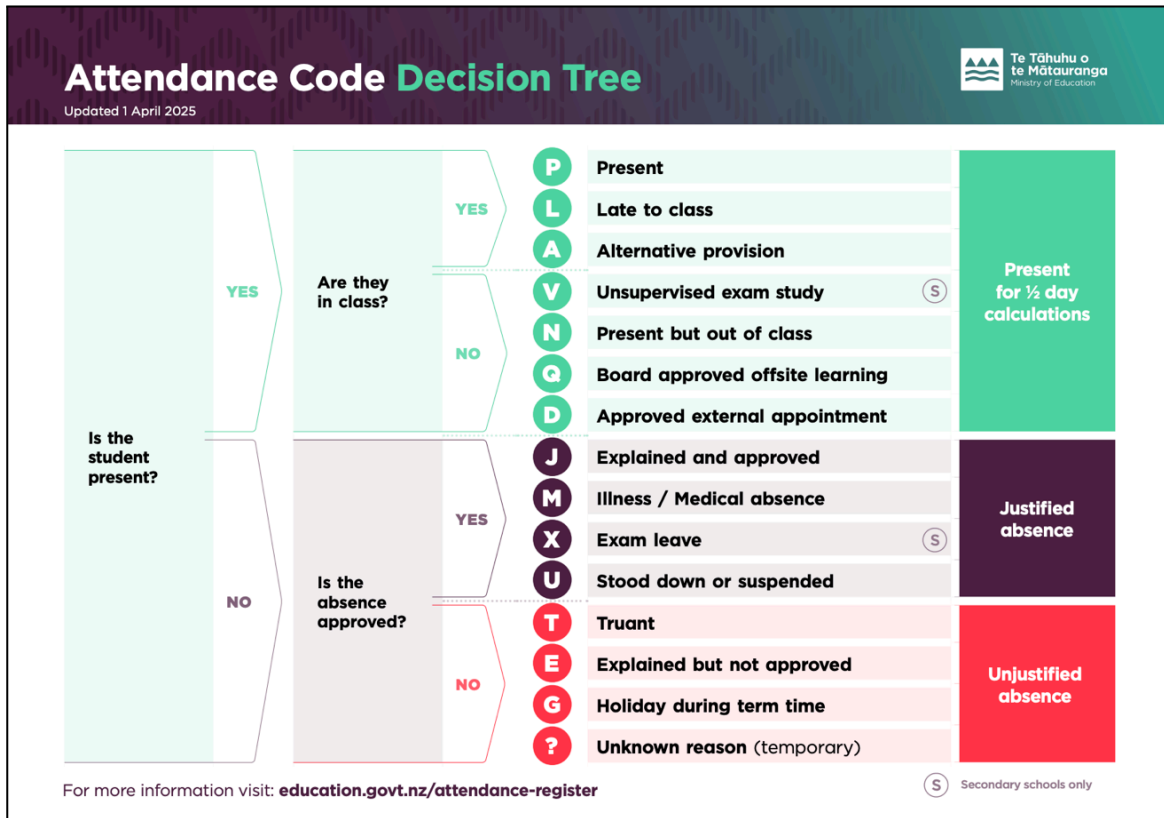 Attendance Code Decision Tree
Updated 1 April 2025
Te Tāhuhu o
te Mātauranga
Ministry of Education
Is the
student
present?
YES
NO
Are they
in class?
YES
NO
Is the
absence
approved?
YES
NO
P Present
L Late to class
A Alternative provision
V Unsupervised exam study S
N Present but out of class
Q Board approved offsite learning
D Approved external appointment
Present
for ½ day
calculations
J Explained and approved
M Illness / Medical absence
X Exam leave S
U Stood down or suspended
Justified
absence
T Truant
E Explained but not approved
G Holiday during term time
? Unknown reason (temporary)
Unjustified
absence
For more information visit: education.govt.nz/attendance-register
S Secondary schools only